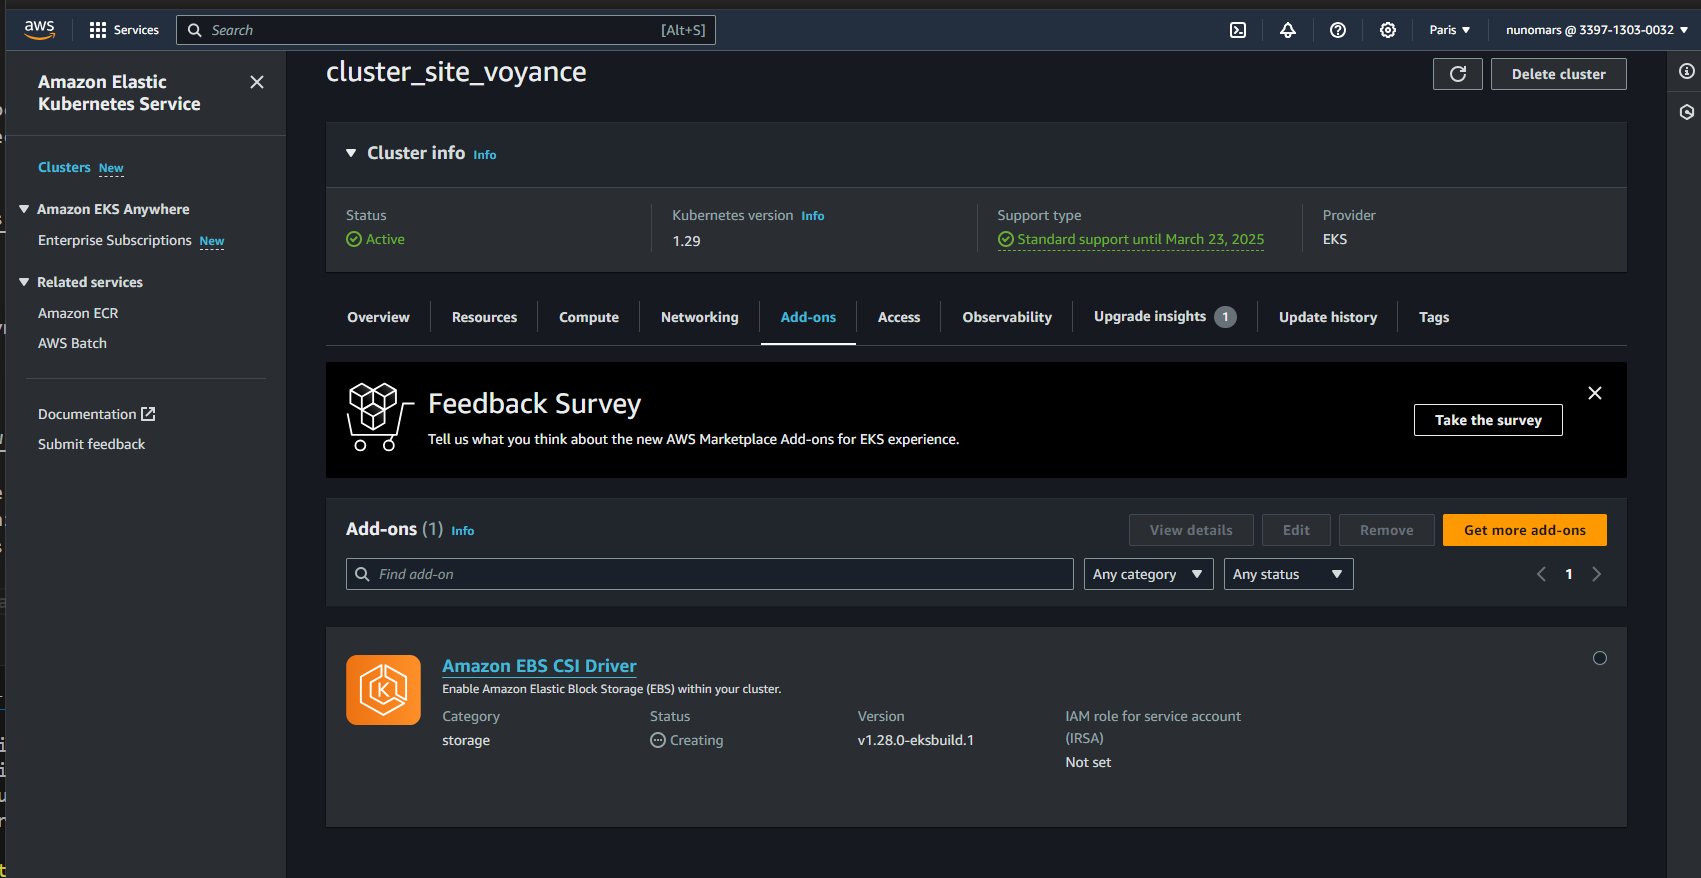 aws
Services
Search
[Alt+S]
Paris
nunomars @ 3397-1303-0032
Amazon Elastic
Kubernetes Service
Clusters New
Amazon EKS Anywhere
Enterprise Subscriptions New
Related services
Amazon ECR
AWS Batch
Documentation
Submit feedback
cluster_site_voyance
Delete cluster
Cluster info Info
Status
Active
Kubernetes version Info
1.29
Support type
Standard support until March 23, 2025
Provider
EKS
Overview
Resources
Compute
Networking
Add-ons
Access
Observability
Upgrade insights 1
Update history
Tags
Feedback Survey
Tell us what you think about the new AWS Marketplace Add-ons for EKS experience.
Take the survey
Add-ons (1) Info
View details
Edit
Remove
Get more add-ons
Find add-on
Any category
Any status
1
K
Amazon EBS CSI Driver
Enable Amazon Elastic Block Storage (EBS) within your cluster.
Category
storage
Status
Creating
Version
v1.28.0-eksbuild.1
IAM role for service account
(IRSA)
Not set